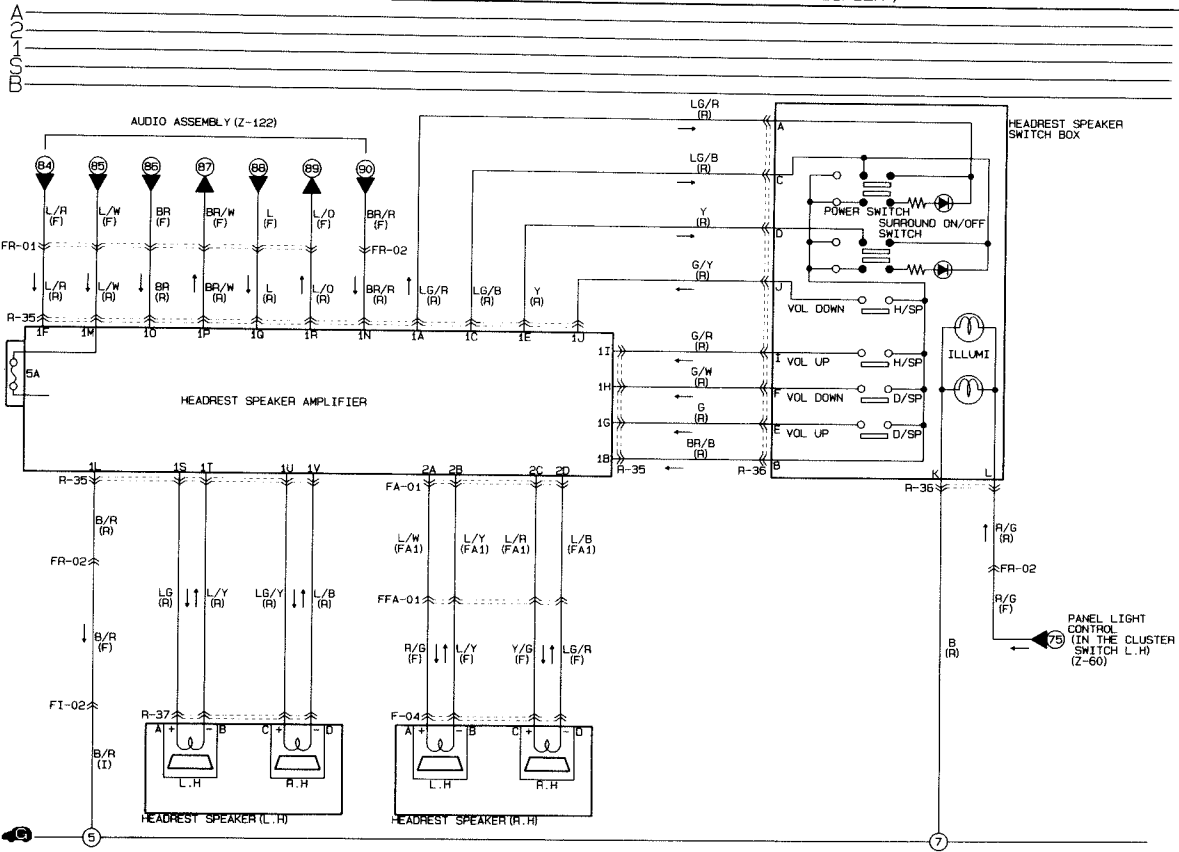 A
2
1
S
B
AUDIO ASSEMBLY (Z-122)
84 85 86 87 88 89 90
L/R (F) L/W (F) BR (F) BR/W (F) L (F) L/O (F) BR/R (F)
FR-01 FR-02
L/R (R) L/W (R) BR (R) BR/W (R) L (R) L/O (R) BR/R (R) LG/R (R) LG/B (R) Y (R)
R-35
1F 1M 1O 1P 1Q 1R 1N 1A 1C 1E 1J
5A
HEADREST SPEAKER AMPLIFIER
LG/R (R) A
LG/B (R) C
Y (R) D
G/Y (R) J
1I G/R (R) I
1H G/W (R) F
1G G (R) E
1B BR/B (R) B
R-35 R-36
HEADREST SPEAKER
SWITCH BOX
POWER SWITCH
SURROUND ON/OFF
SWITCH
VOL DOWN H/SP
VOL UP H/SP
VOL DOWN D/SP
VOL UP D/SP
ILLUMI
K L
R-36
R/G (R)
FR-02
R/G (F)
75
PANEL LIGHT
CONTROL
(IN THE CLUSTER
SWITCH L.H)
(Z-60)
B (R)
1L 1S 1T 1U 1V 2A 2B 2C 2D
R-35 FA-01
B/R (R)
FR-02
B/R (F)
FI-02
B/R (I)
LG (R) L/Y (R) LG/Y (R) L/B (R)
L/W (FA1) L/Y (FA1) L/R (FA1) L/B (FA1)
FFA-01
R/G (F) L/Y (F) Y/G (F) LG/R (F)
R-37 F-04
A + - B C + - D
L.H R.H
HEADREST SPEAKER (L.H)
A + - B C + - D
L.H R.H
HEADREST SPEAKER (R.H)
G 5 7